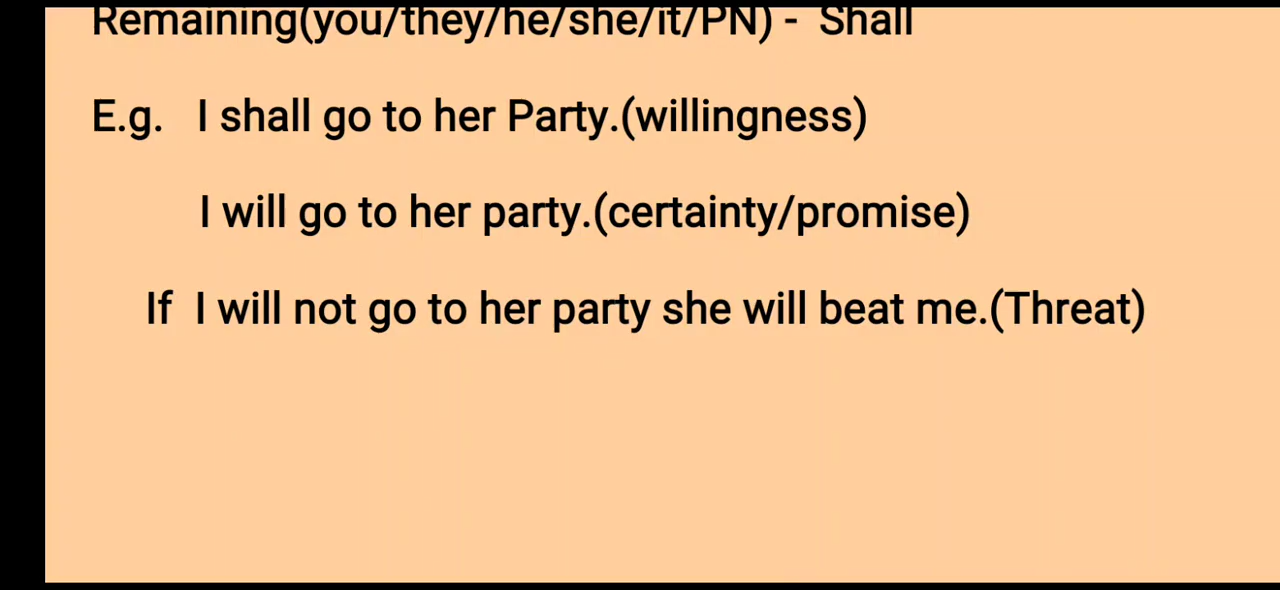 Remaining(you/they/he/she/it/PN) - Shall
E.g. I shall go to her Party.(willingness)
I will go to her party.(certainty/promise)
If I will not go to her party she will beat me.(Threat)